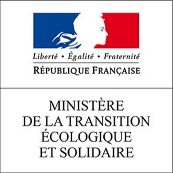 Liberté • Égalité • Fraternité
RÉPUBLIQUE FRANÇAISE
MINISTÈRE
DE LA TRANSITION
ÉCOLOGIQUE
ET SOLIDAIRE